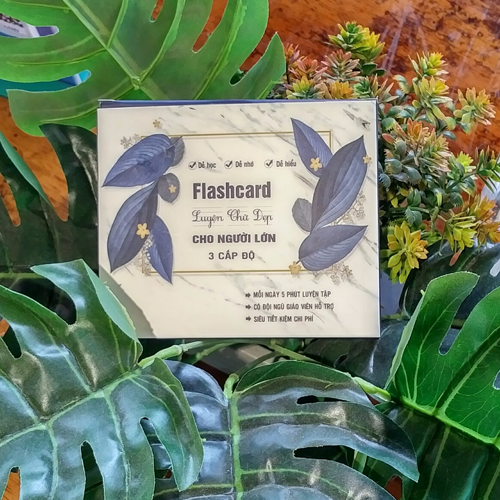 Dễ học Dễ nhớ Dễ hiểu
Flashcard
Luyện Chữ Đẹp
CHO NGƯỜI LỚN
3 CẤP ĐỘ
MỖI NGÀY 5 PHÚT LUYỆN TẬP
CÓ ĐỘI NGŨ GIÁO VIÊN HỖ TRỢ
SIÊU TIẾT KIỆM CHI PHÍ